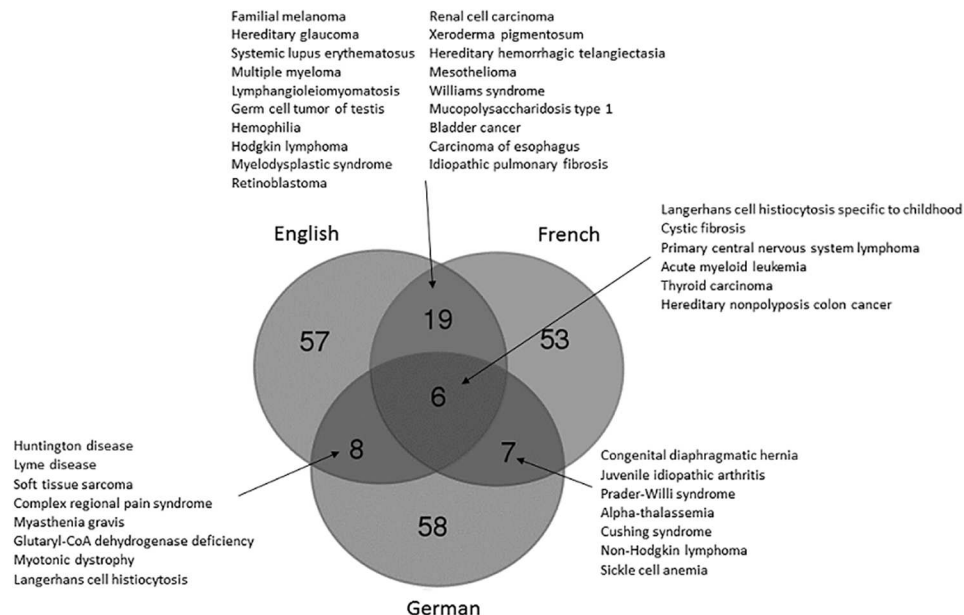 Familial melanoma
Hereditary glaucoma
Systemic lupus erythematosus
Multiple myeloma
Lymphangioleiomyomatosis
Germ cell tumor of testis
Hemophilia
Hodgkin lymphoma
Myelodysplastic syndrome
Retinoblastoma
Renal cell carcinoma
Xeroderma pigmentosum
Hereditary hemorrhagic telangiectasia
Mesothelioma
Williams syndrome
Mucopolysaccharidosis type 1
Bladder cancer
Carcinoma of esophagus
Idiopathic pulmonary fibrosis
Langerhans cell histiocytosis specific to childhood
Cystic fibrosis
Primary central nervous system lymphoma
Acute myeloid leukemia
Thyroid carcinoma
Hereditary nonpolyposis colon cancer
English
French
57
19
53
6
8
7
58
Huntington disease
Lyme disease
Soft tissue sarcoma
Complex regional pain syndrome
Myasthenia gravis
Glutaryl-CoA dehydrogenase deficiency
Myotonic dystrophy
Langerhans cell histiocytosis
Congenital diaphragmatic hernia
Juvenile idiopathic arthritis
Prader-Willi syndrome
Alpha-thalassemia
Cushing syndrome
Non-Hodgkin lymphoma
Sickle cell anemia
German